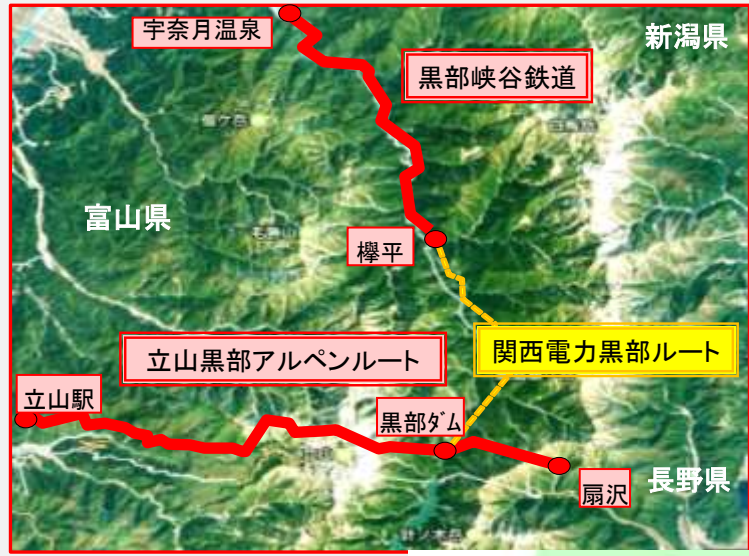 宇奈月温泉
新潟県
黒部峡谷鉄道
富山県
欅平
立山黒部アルペンルート
関西電力黒部ルート
立山駅
黒部ダム
扇沢
長野県